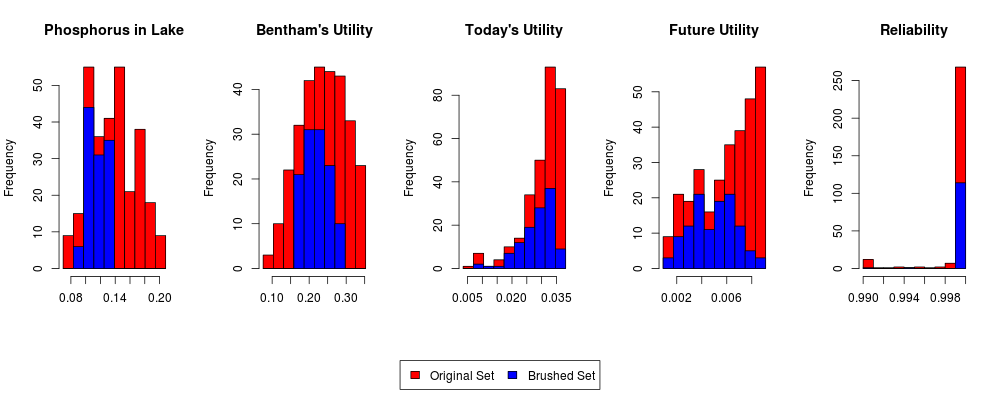 Phosphorus in Lake
Frequency
0 10 20 30 40 50
0.08 0.14 0.20
Bentham's Utility
Frequency
0 10 20 30 40
0.10 0.20 0.30
Today's Utility
Frequency
0 20 40 60 80
0.005 0.020 0.035
Future Utility
Frequency
0 10 20 30 40 50
0.002 0.006
Reliability
Frequency
0 50 100 150 200 250
0.990 0.994 0.998
Original Set Brushed Set